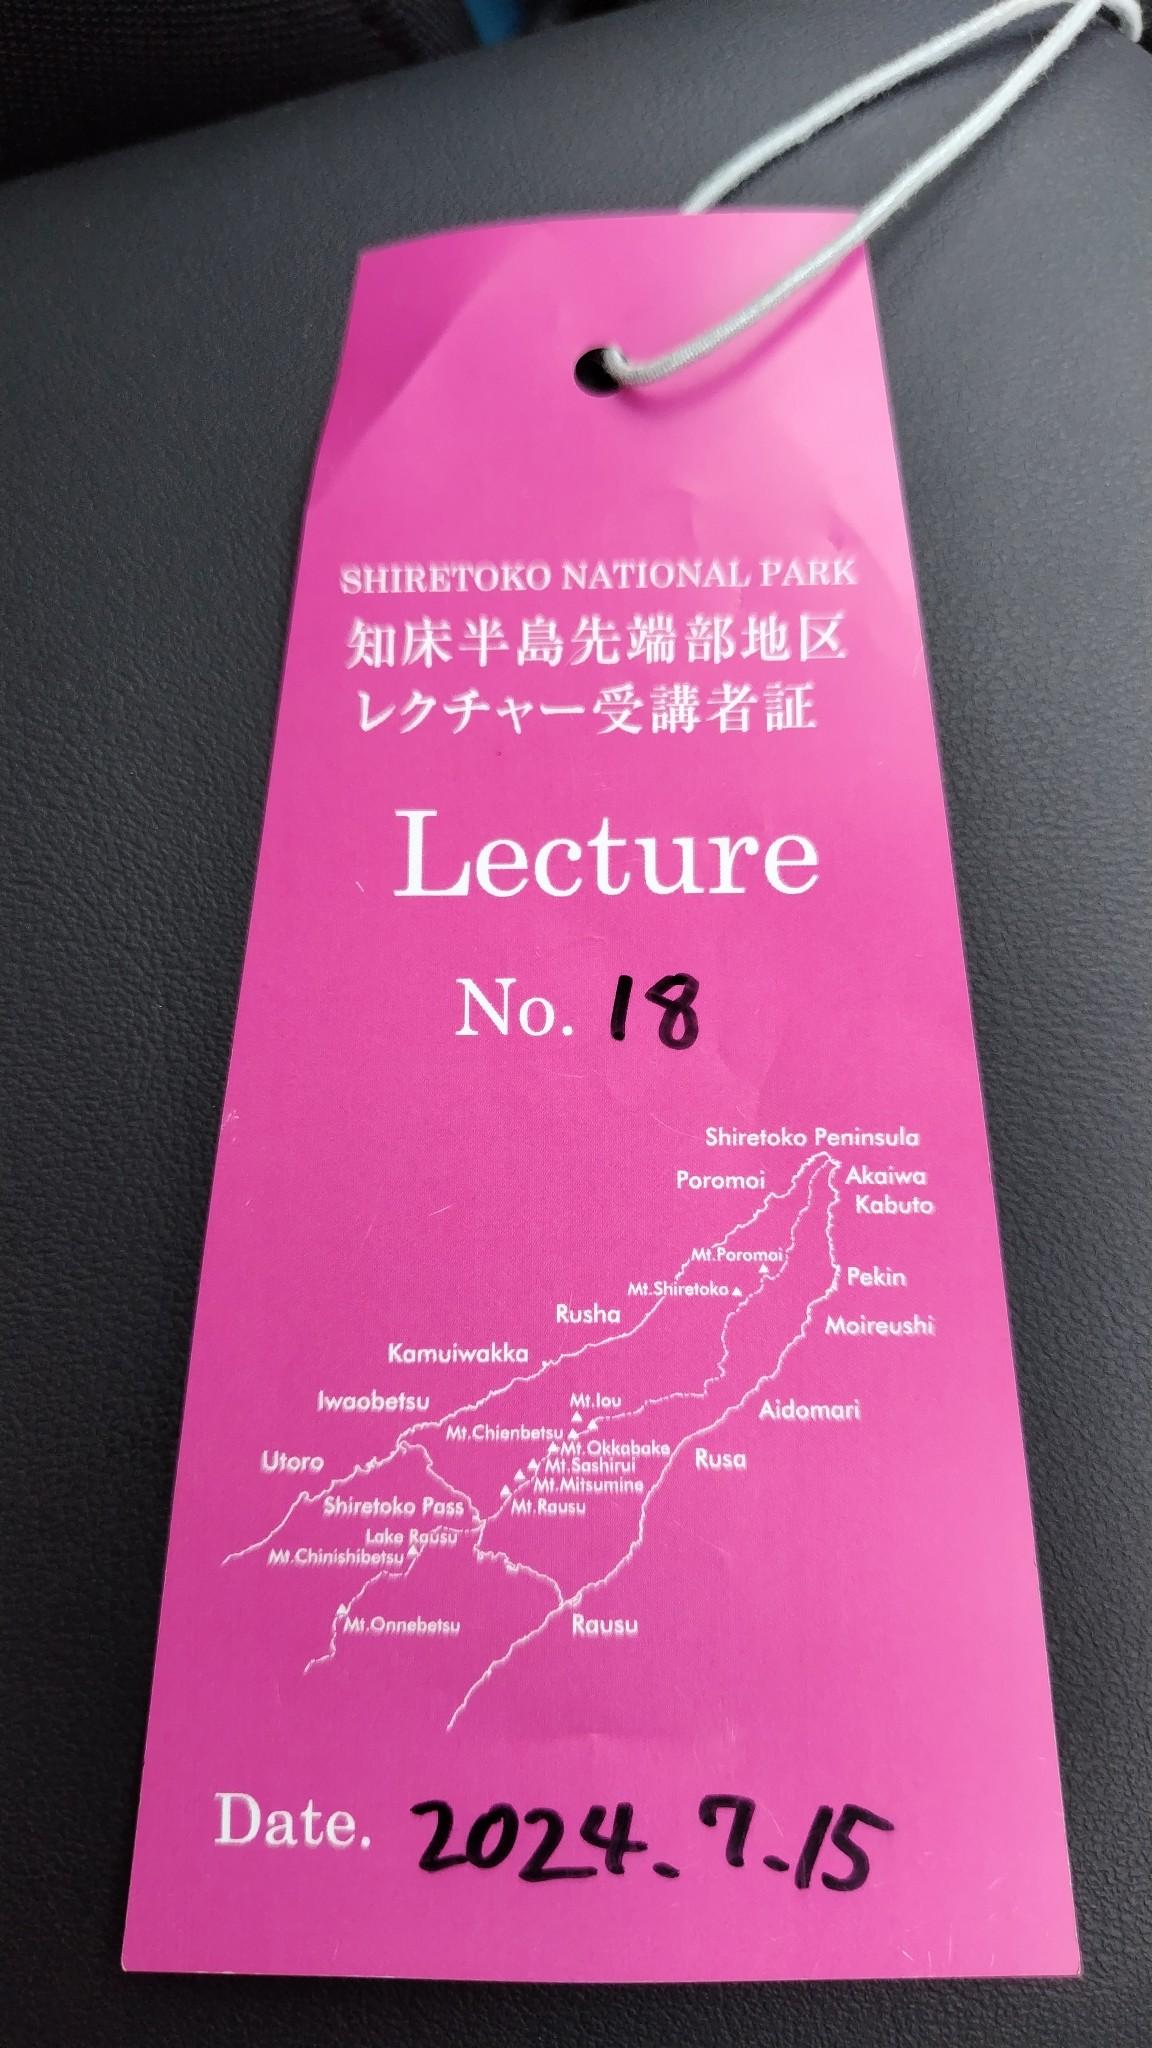 SHIRETOKO NATIONAL PARK
知床半島先端部地区
レクチャー受講者証
Lecture
No. 18
Shiretoko Peninsula
Poromoi
Akaiwa
Kabuto
Mt.Poromoi
Pekin
Mt.Shiretoko
Rusha
Moireushi
Kamuiwakka
Iwaobetsu
Mt.Iou
Aidomari
Mt.Chienbetsu
Mt.Okkabake
Utoro
Mt.Sashirui
Rusa
Mt.Mitsumine
Shiretoko Pass
Mt.Rausu
Lake Rausu
Mt.Chinishibetsu
Mt.Onnebetsu
Rausu
Date. 2024.7.15